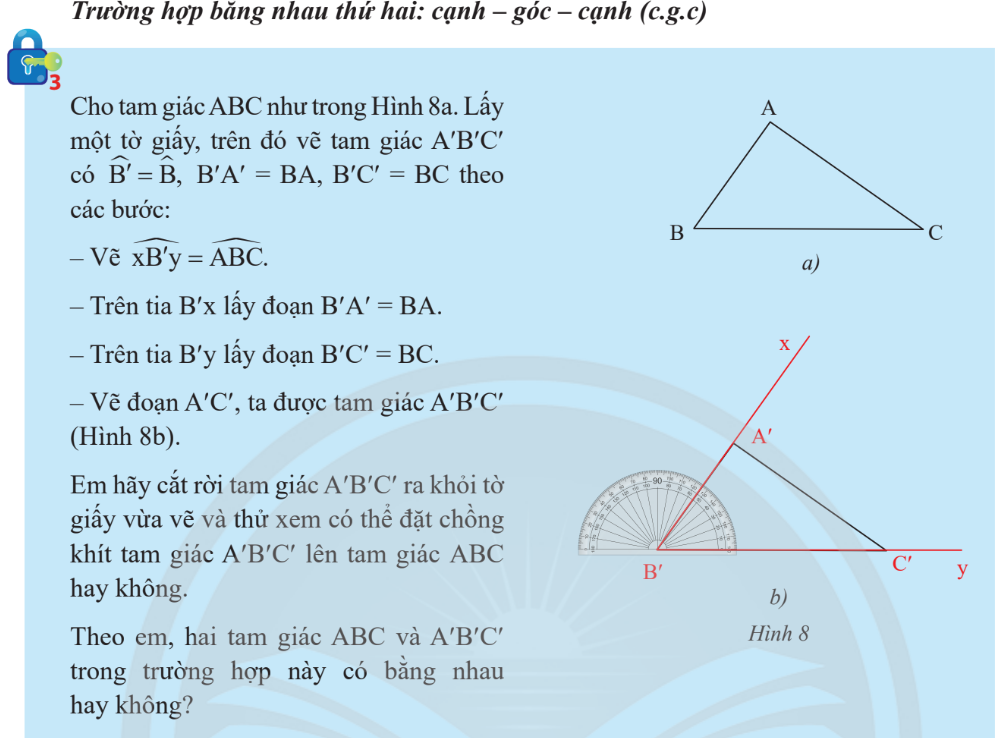 Trường hợp bằng nhau thứ hai: cạnh – góc – cạnh (c.g.c)
3
Cho tam giác ABC như trong Hình 8a. Lấy
một tờ giấy, trên đó vẽ tam giác A′B′C′
có B̂′ = B̂, B′A′ = BA, B′C′ = BC theo
các bước:
– Vẽ x͡B′y = A͡BC.
– Trên tia B′x lấy đoạn B′A′ = BA.
– Trên tia B′y lấy đoạn B′C′ = BC.
– Vẽ đoạn A′C′, ta được tam giác A′B′C′
(Hình 8b).
Em hãy cắt rời tam giác A′B′C′ ra khỏi tờ
giấy vừa vẽ và thử xem có thể đặt chồng
khít tam giác A′B′C′ lên tam giác ABC
hay không.
Theo em, hai tam giác ABC và A′B′C′
trong trường hợp này có bằng nhau
hay không?
A
B
C
a)
x
A′
90
B′
C′
y
b)
Hình 8